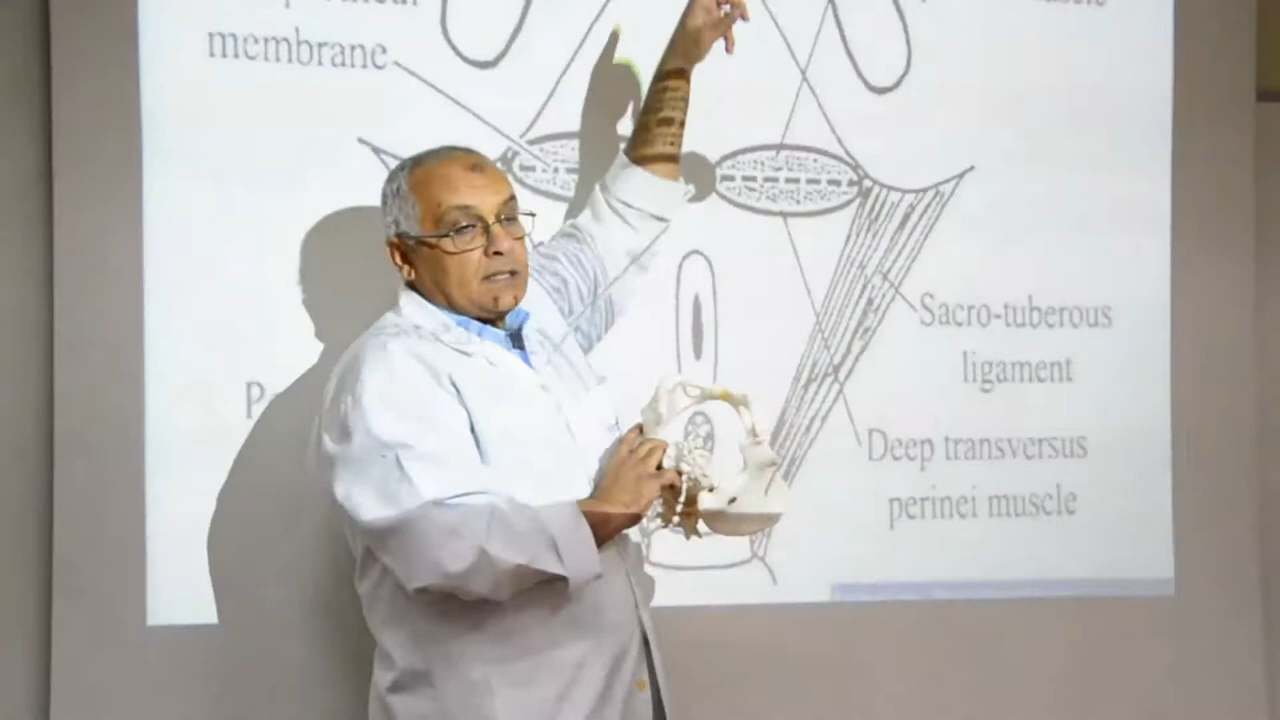 membrane
Sacro-tuberous
ligament
Deep transversus
perinei muscle